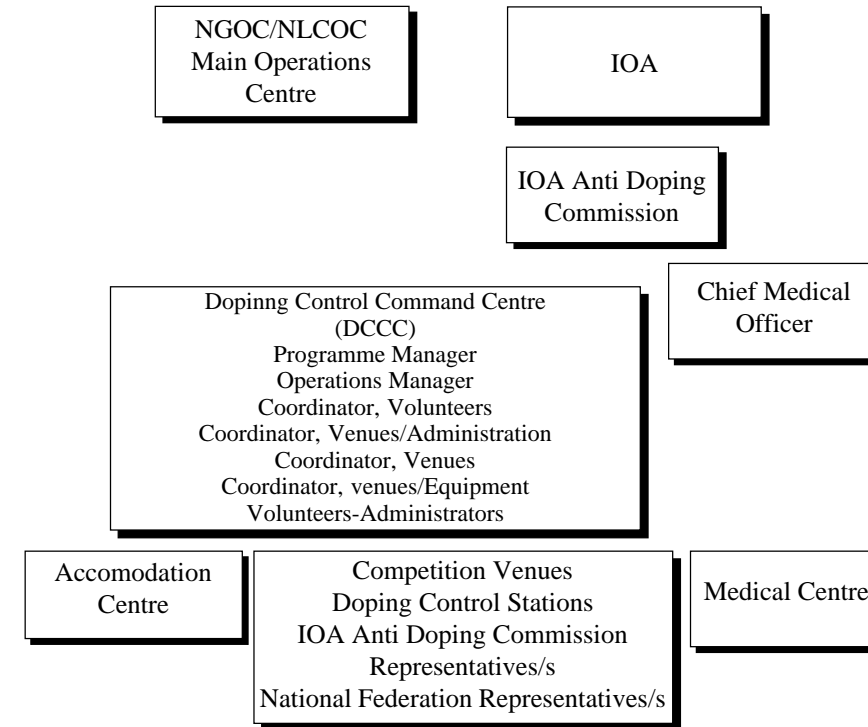 NGOC/NLCOC
Main Operations
Centre
IOA
IOA Anti Doping
Commission
Chief Medical
Officer
Dopinng Control Command Centre
(DCCC)
Programme Manager
Operations Manager
Coordinator, Volunteers
Coordinator, Venues/Administration
Coordinator, Venues
Coordinator, venues/Equipment
Volunteers-Administrators
Accomodation
Centre
Competition Venues
Doping Control Stations
IOA Anti Doping Commission
Representatives/s
National Federation Representatives/s
Medical Centre